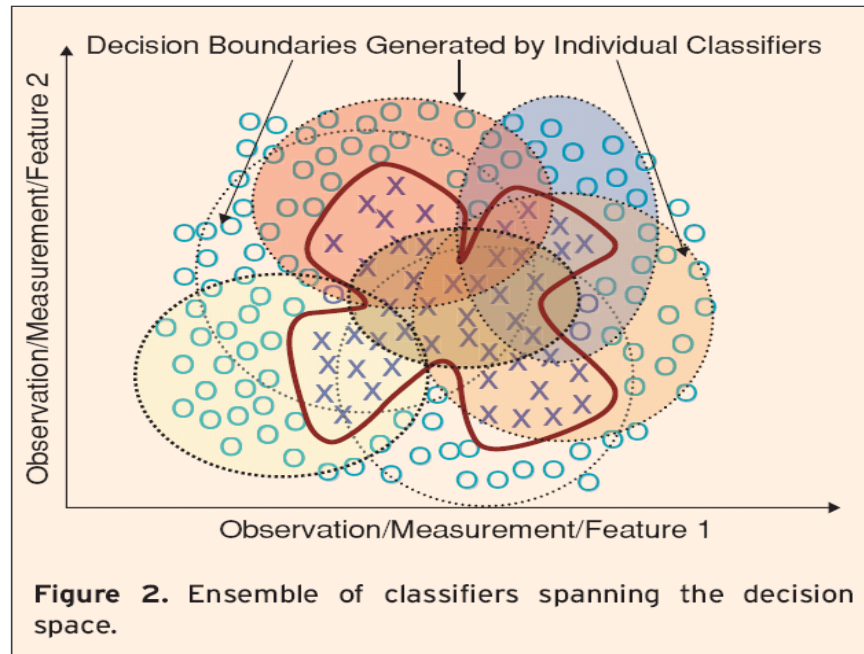 Decision Boundaries Generated by Individual Classifiers
Observation/Measurement/Feature 2
Observation/Measurement/Feature 1
Figure 2. Ensemble of classifiers spanning the decision
space.